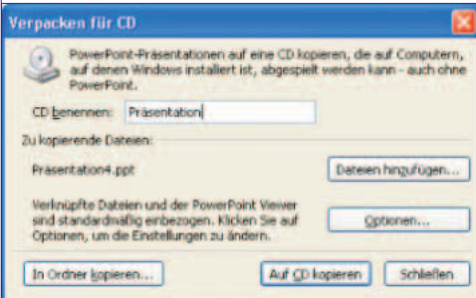 Verpacken für CD
PowerPoint-Präsentationen auf eine CD kopieren, die auf Computern,
auf denen Windows installiert ist, abgespielt werden kann - auch ohne
PowerPoint.
CD benennen: Präsentation
Zu kopierende Dateien:
Präsentation4.ppt Dateien hinzufügen...
Verknüpfte Dateien und der PowerPoint Viewer
sind standardmäßig einbezogen. Klicken Sie auf
Optionen, um die Einstellungen zu ändern.
Optionen...
In Ordner kopieren... Auf CD kopieren Schließen